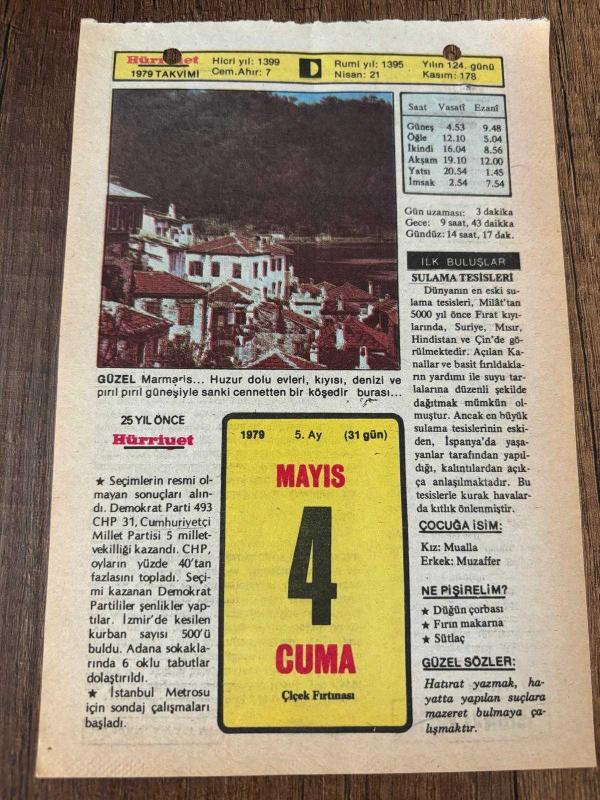 Hürriyet
1979 TAKVİMİ
Hicri yıl: 1399
Cem.Ahır: 7
Rumi yıl: 1395
Nisan: 21
Yılın 124. günü
Kasım: 178
Saat Vasatî Ezanî
Güneş 4.53 9.48
Öğle 12.10 5.04
İkindi 16.04 8.56
Akşam 19.10 12.00
Yatsı 20.54 1.45
İmsak 2.54 7.54
Gün uzaması: 3 dakika
Gece: 9 saat, 43 daikka
Gündüz: 14 saat, 17 dak.
İLK BULUŞLAR
SULAMA TESİSLERİ
Dünyanın en eski su-
lama tesisleri, Milât'tan
5000 yıl önce Fırat kıyı-
larında, Suriye, Mısır,
Hindistan ve Çin'de gö-
rülmektedir. Açılan Ka-
nallar ve basit fırıldakla-
rın yardımı ile suyu tar-
lalarına düzenli şekilde
dağıtmak mümkün ol-
muştur. Ancak en büyük
sulama tesislerinin eski-
den, İspanya'da yaşa-
yanlar tarafından yapıl-
dığı, kalıntılardan açık-
ça anlaşılmaktadır. Bu
tesislerle kurak havalar-
da kıtlık önlenmiştir.
ÇOCUĞA İSİM:
Kız: Mualla
Erkek: Muzaffer
NE PİŞİRELİM?
★ Düğün çorbası
★ Fırın makarna
★ Sütlaç
GÜZEL SÖZLER:
Hatırat yazmak, ha-
yatta yapılan suçlara
mazeret bulmaya ça-
lışmaktır.
GÜZEL Marmaris... Huzur dolu evleri, kıyısı, denizi ve
pırıl pırıl güneşiyle sanki cennetten bir köşedir burası...
25 YIL ÖNCE
Hürriyet
★ Seçimlerin resmi ol-
mayan sonuçları alın-
dı. Demokrat Parti 493
CHP 31, Cumhuriyetçi
Millet Partisi 5 millet-
vekilliği kazandı. CHP,
oyların yüzde 40'tan
fazlasını topladı. Seçi-
mi kazanan Demokrat
Partililer şenlikler yap-
tılar. İzmir'de kesilen
kurban sayısı 500'ü
buldu. Adana sokakla-
rında 6 oklu tabutlar
dolaştırıldı.
★ İstanbul Metrosu
için sondaj çalışmaları
başladı.
1979 5. Ay (31 gün)
MAYIS
4
CUMA
Çiçek Fırtınası